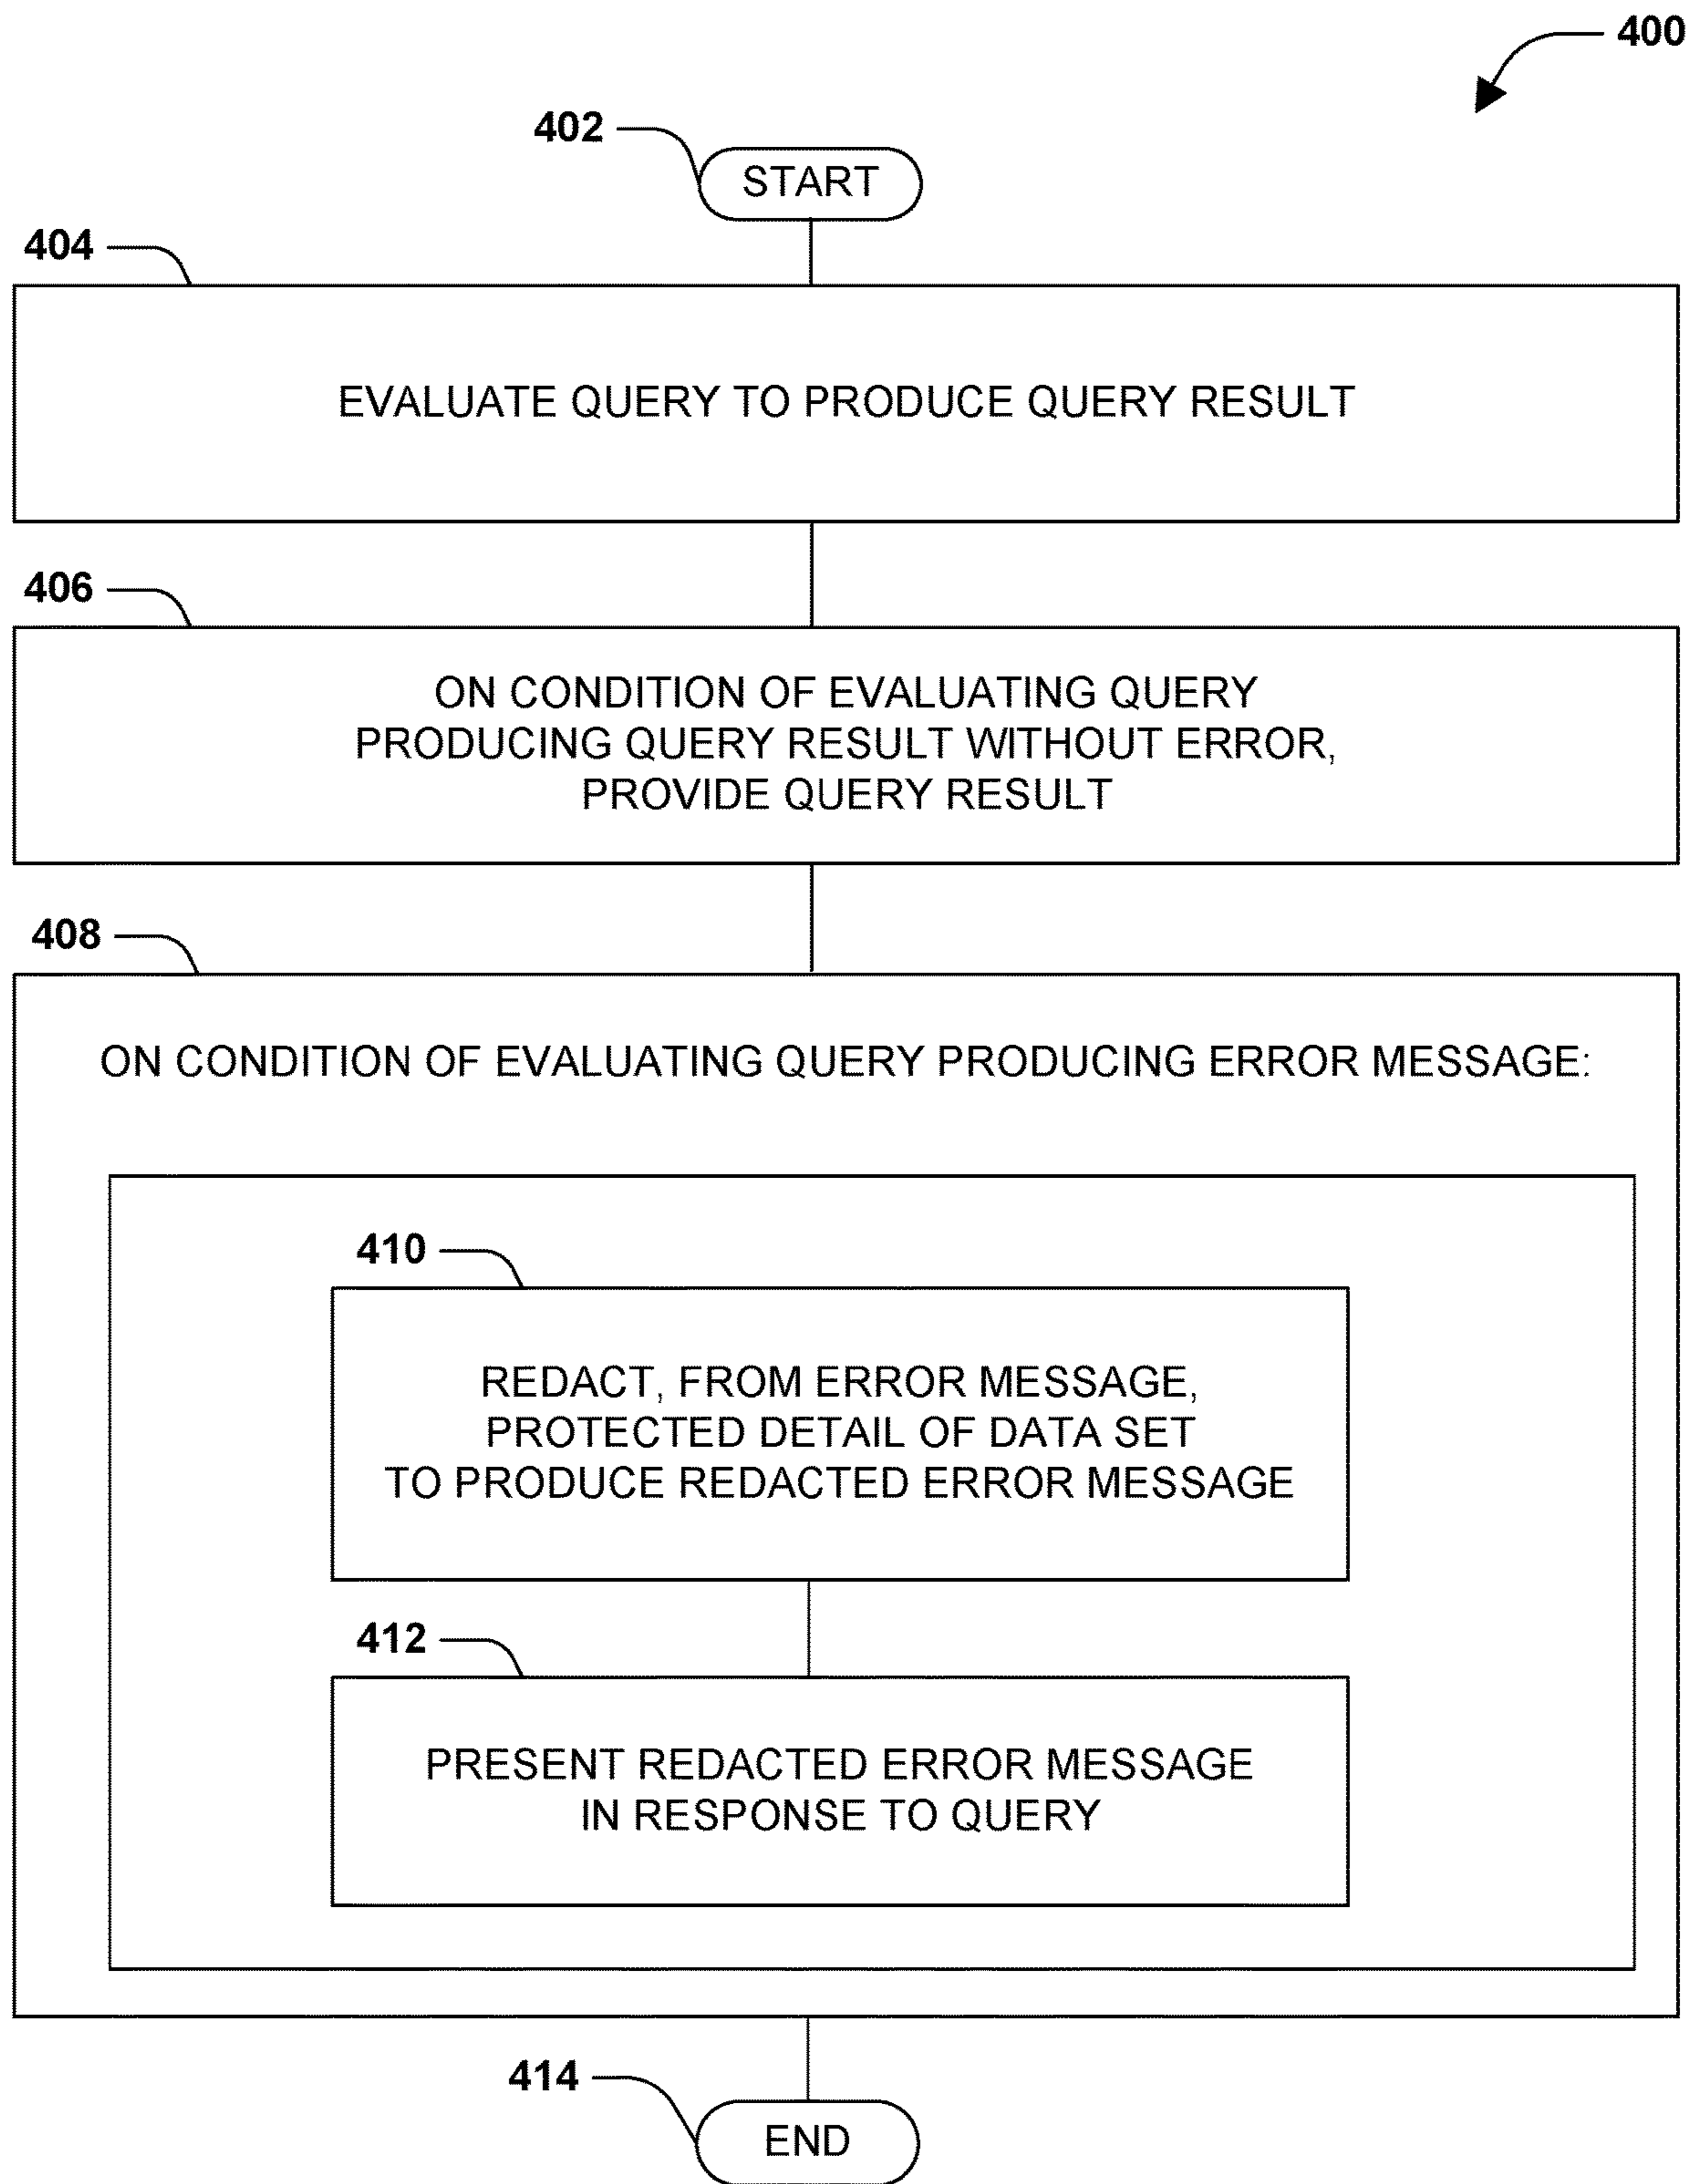 400
402
START
404
EVALUATE QUERY TO PRODUCE QUERY RESULT
406
ON CONDITION OF EVALUATING QUERY
PRODUCING QUERY RESULT WITHOUT ERROR,
PROVIDE QUERY RESULT
408
ON CONDITION OF EVALUATING QUERY PRODUCING ERROR MESSAGE:
410
REDACT, FROM ERROR MESSAGE,
PROTECTED DETAIL OF DATA SET
TO PRODUCE REDACTED ERROR MESSAGE
412
PRESENT REDACTED ERROR MESSAGE
IN RESPONSE TO QUERY
414
END